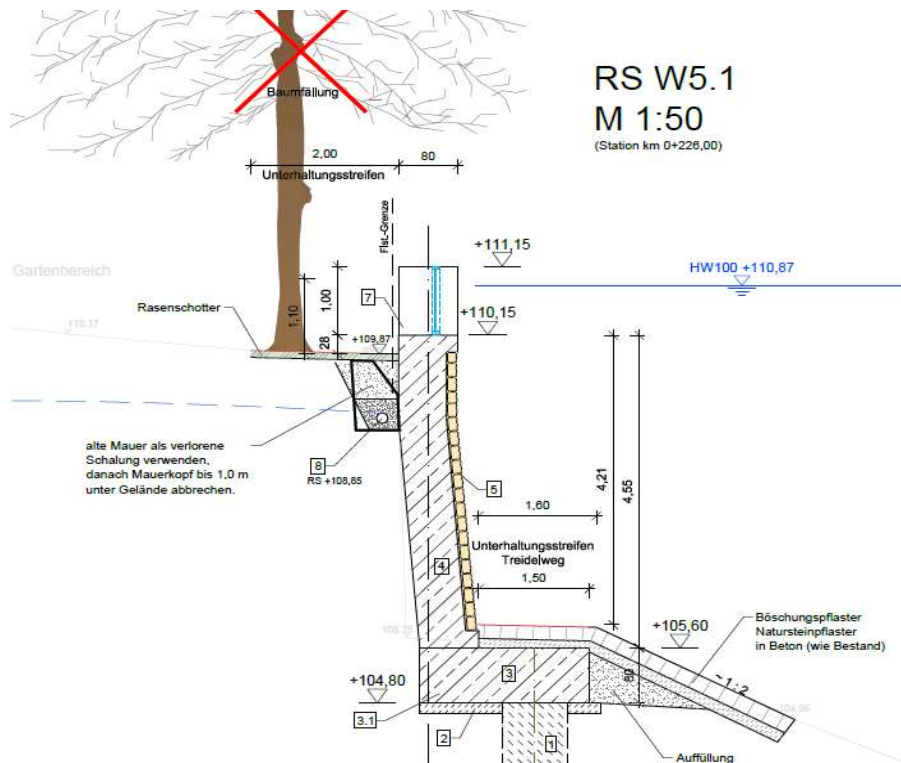 RS W5.1
M 1:50
(Station km 0+226,00)
Baumfällung
2,00
80
Unterhaltungsstreifen
Flst.-Grenze
+111,15
HW100 +110,87
Gartenbereich
1,10
1,00
7
+110,15
Rasenschotter
110.17
28
+109,87
alte Mauer als verlorene
Schalung verwenden,
danach Mauerkopf bis 1,0 m
unter Gelände abbrechen.
8
RS +108,85
5
4,21
4,55
1,60
Unterhaltungsstreifen
Treidelweg
1,50
4
Böschungspflaster
Natursteinpflaster
in Beton (wie Bestand)
+105,60
+104,80
3
80
~1:2
104.56
3.1
2
1
Auffüllung